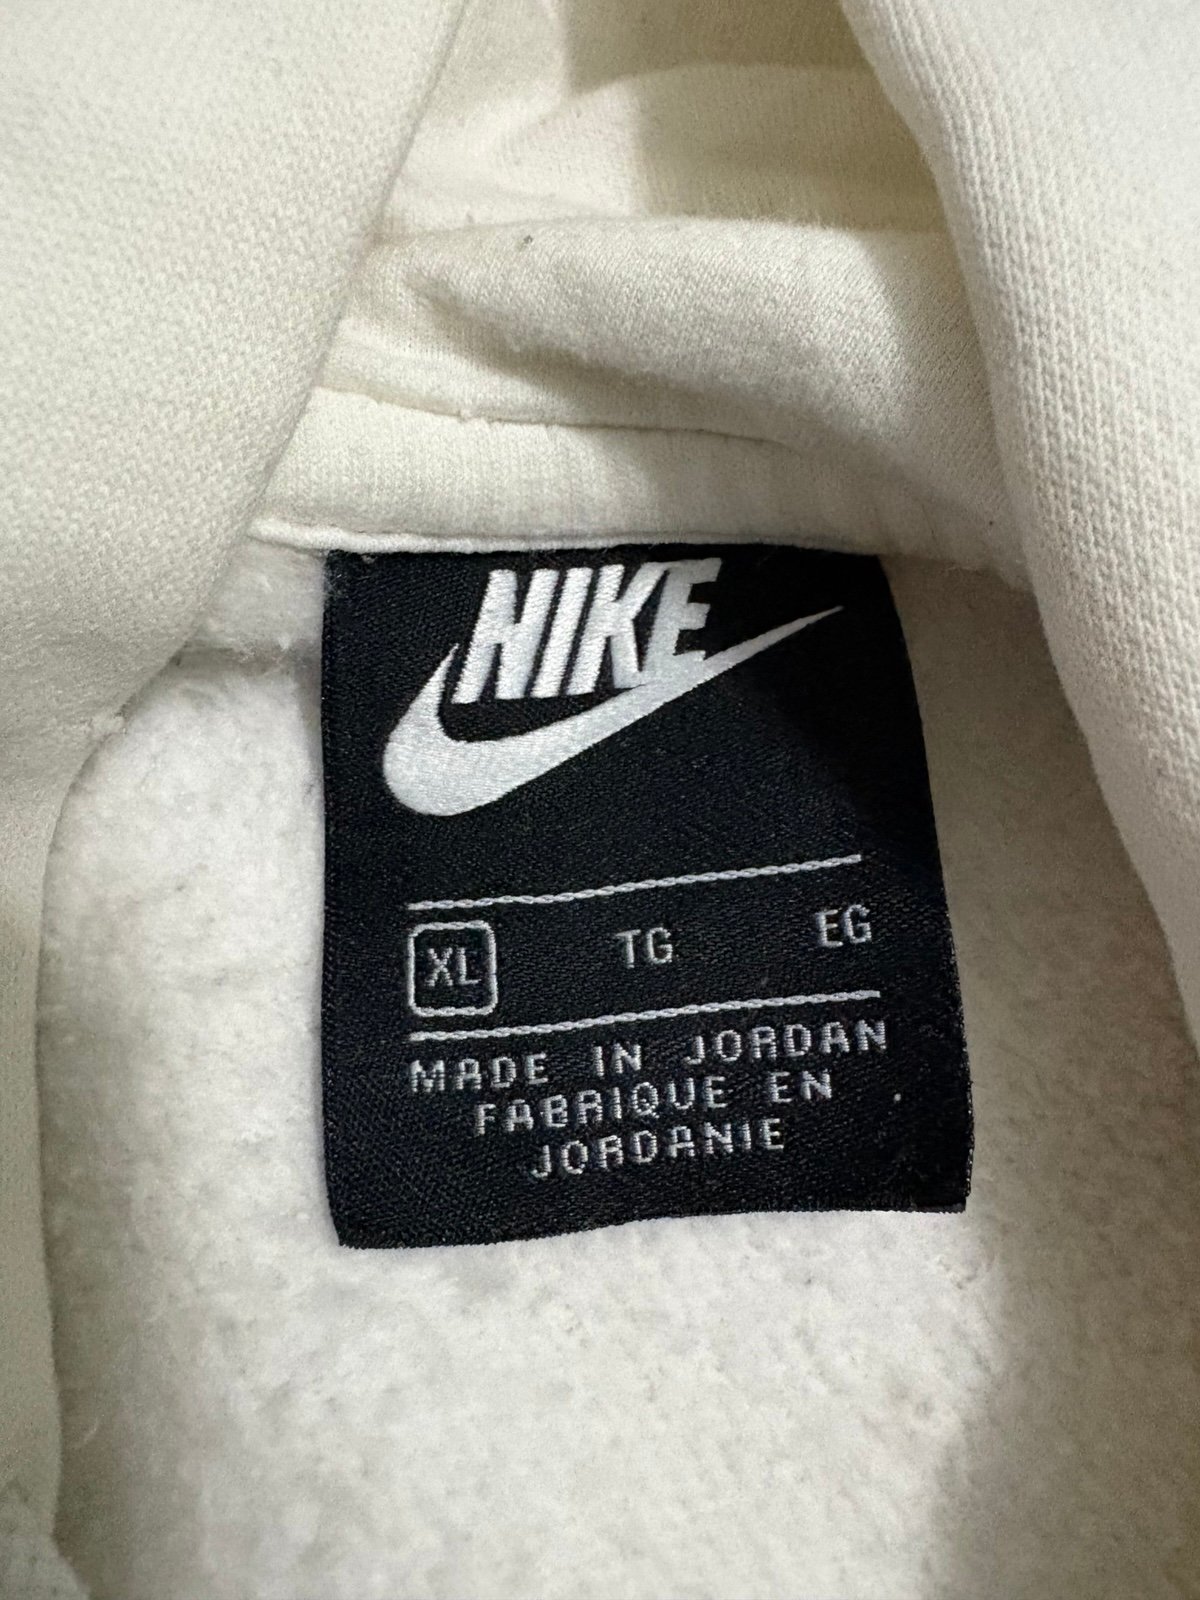 NIKE
XL TG EG
MADE IN JORDAN
FABRIQUE EN
JORDANIE